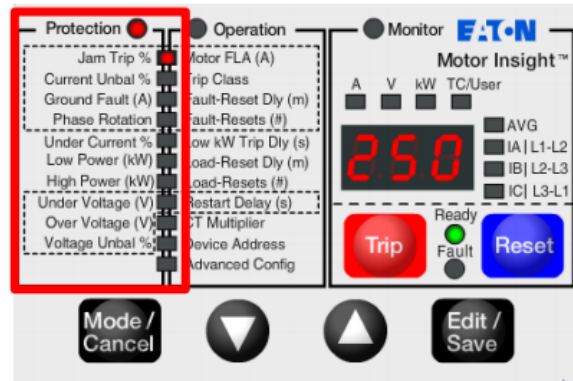 Protection
Jam Trip %
Current Unbal %
Ground Fault (A)
Phase Rotation
Under Current %
Low Power (kW)
High Power (kW)
Under Voltage (V)
Over Voltage (V)
Voltage Unbal %
Operation
Motor FLA (A)
Trip Class
Fault-Reset Dly (m)
Fault-Resets (#)
Low kW Trip Dly (s)
Load-Reset Dly (m)
Load-Resets (#)
Restart Delay (s)
CT Multiplier
Device Address
Advanced Config
Monitor
EATON
Motor Insight™
A V kW TC/User
250
AVG
IA | L1-L2
IB| L2-L3
IC| L3-L1
Trip
Ready
Fault
Reset
Mode / Cancel
Edit / Save